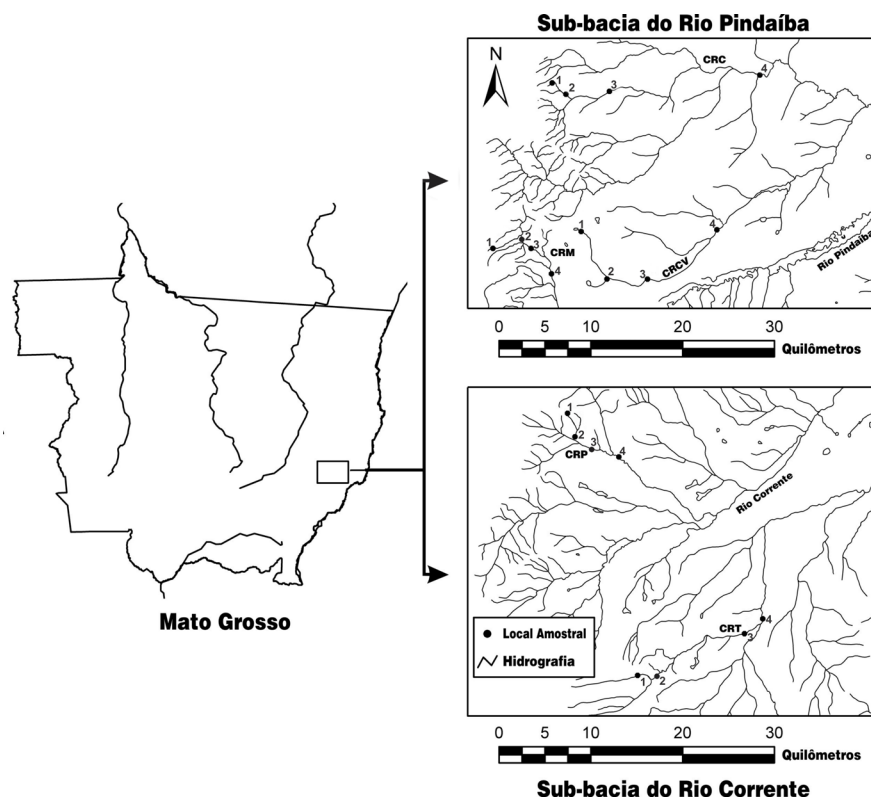 Sub-bacia do Rio Pindaíba
N
CRC
4
1
2
3
1
2
3
4
CRM
1
2
3
4
CRCV
Rio Pindaíba
0 5 10 20 30
Quilômetros
Mato Grosso
1
2
3
4
CRP
Rio Corrente
CRT
4
3
1
2
Local Amostral
Hidrografia
0 10 20 30
Quilômetros
Sub-bacia do Rio Corrente